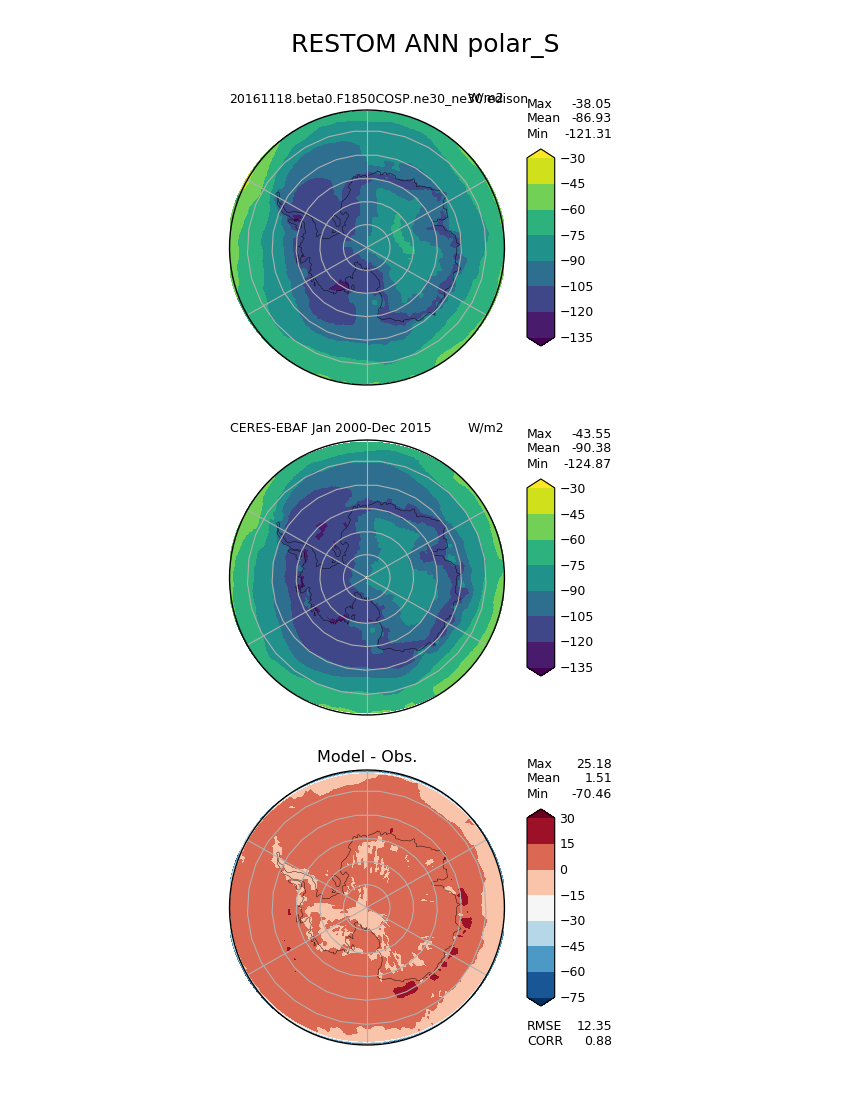 RESTOM ANN polar_S
20161118.beta0.F1850COSP.ne30_ne30.edison
W/m2
Max -38.05
Mean -86.93
Min -121.31
−30
−45
−60
−75
−90
−105
−120
−135
CERES-EBAF Jan 2000-Dec 2015
W/m2
Max -43.55
Mean -90.38
Min -124.87
−30
−45
−60
−75
−90
−105
−120
−135
Model - Obs.
Max 25.18
Mean 1.51
Min -70.46
30
15
0
−15
−30
−45
−60
−75
RMSE 12.35
CORR 0.88